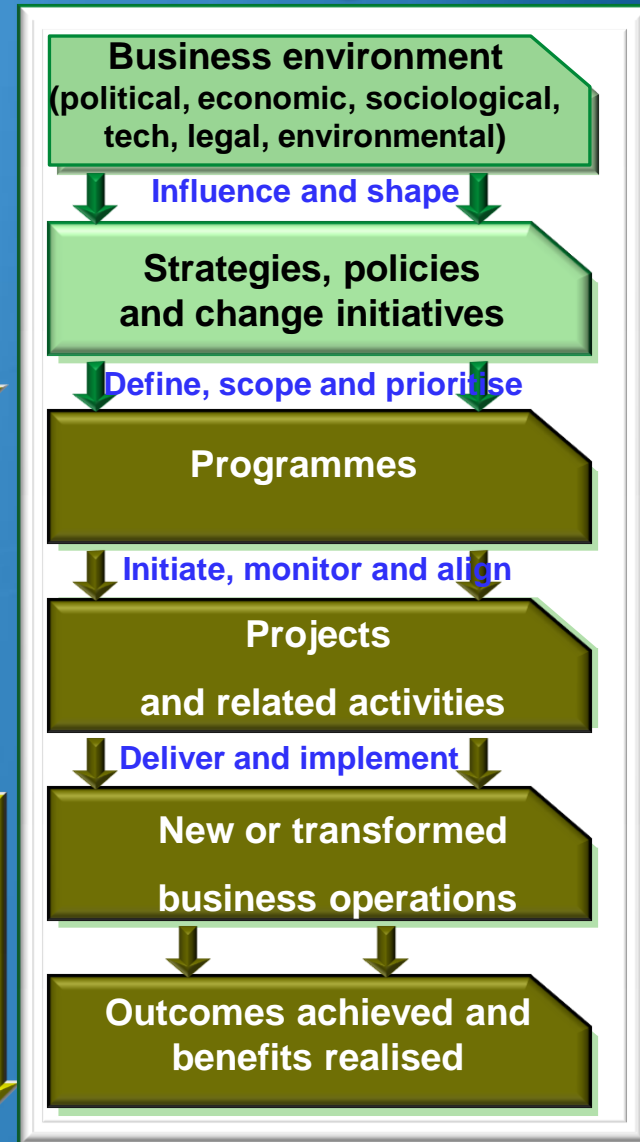 Business environment
(political, economic, sociological,
tech, legal, environmental)
Influence and shape
Strategies, policies
and change initiatives
Define, scope and prioritise
Programmes
Initiate, monitor and align
Projects
and related activities
Deliver and implement
New or transformed
business operations
Outcomes achieved and
benefits realised